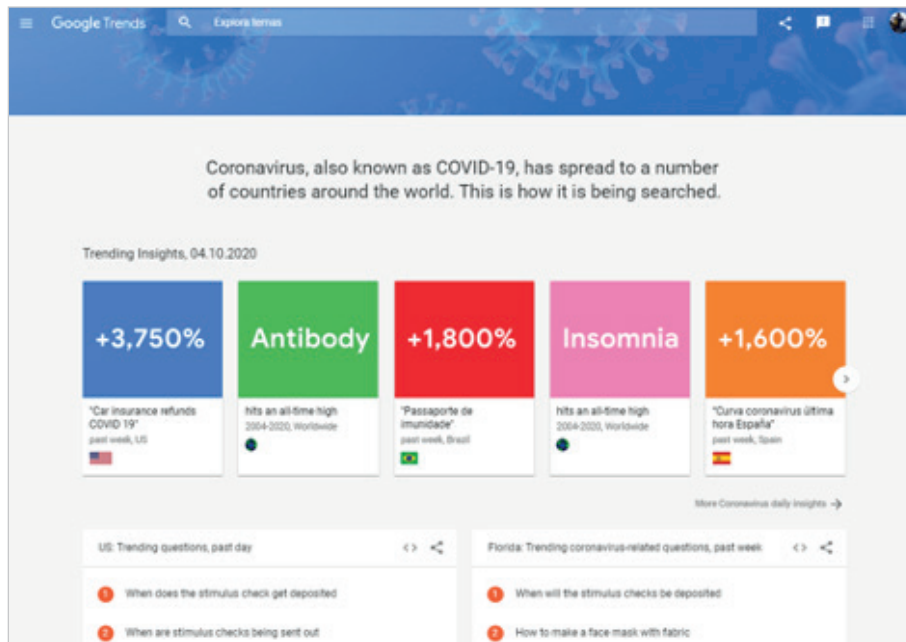 Google Trends
Explora temas
Coronavirus, also known as COVID-19, has spread to a number
of countries around the world. This is how it is being searched.
Trending Insights, 04.10.2020
+3,750%
"Car insurance refunds
COVID 19"
past week, US
Antibody
hits an all-time high
2004-2020, Worldwide
+1,800%
"Passaporte de
imunidade"
past week, Brazil
Insomnia
hits an all-time high
2004-2020, Worldwide
+1,600%
"Curva coronavirus última
hora España"
past week, Spain
More Coronavirus daily insights
US: Trending questions, past day
1 When does the stimulus check get deposited
2 When are stimulus checks being sent out
Florida: Trending coronavirus-related questions, past week
1 When will the stimulus checks be deposited
2 How to make a face mask with fabric